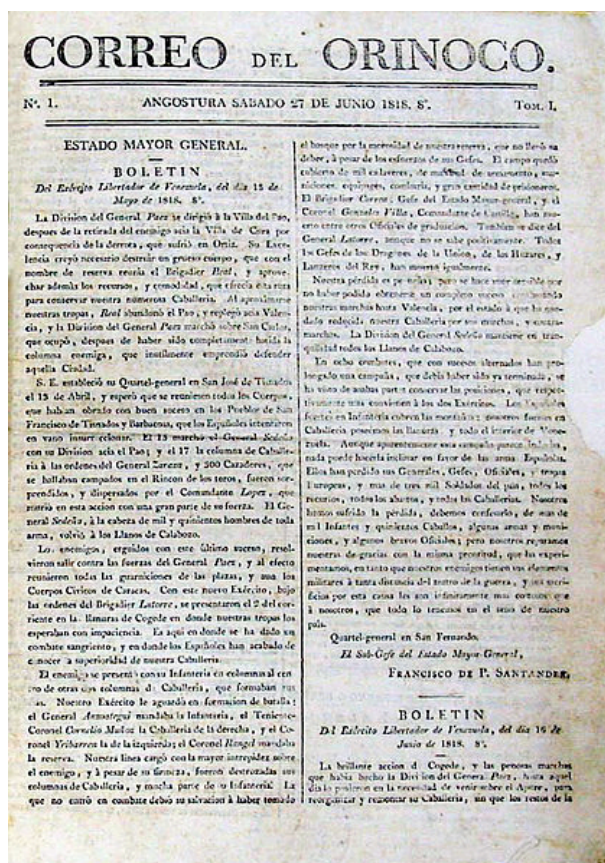 CORREO DEL ORINOCO.
Nº. 1. ANGOSTURA SABADO 27 DE JUNIO 1818. 8º. TOM. I.
ESTADO MAYOR GENERAL.
BOLETIN
Del Exército Libertador de Venezuela, del dia 15 de
Mayo de 1818. 8º.
LA Division del General Paez se dirigió à la Villa del Pao,
despues de la retirada del enemigo acia la Villa de Cura por
consequencia de la derrota, que sufrió en Ortiz. Su Exce-
lencia creyó necesario destruir un grueso cuerpo, que con el
nombre de reserva reunia el Brigadier Real, y aprove-
char además los recursos, y comodidad, que ofrecia esta ruta
para conservar nuestra númerosa Caballeria. Al aproximarse
nuestras tropas, Real abandonó el Pao, y replegó acia Valen-
cia, y la Division del General Paez marchó sobre San Carlos,
que ocupó, despues de haber sido completamente batida la
columna enemiga, que inutilmente emprendió defender
aquella Ciudad.
S. E. estableció su Quartel-general en San José de Tisnados
el 15 de Abril, y esperó que se reuniesen todos los Cuerpos,
que habian obrado con buen suceso en los Pueblos de San
Francisco de Tisnados y Barbacoas, que los Españoles intentaron
en vano insurreccionar. El 15 marchó el General Sedeño
con su Division acia el Pao; y el 17 la columna de Caballe-
ria à las ordenes del General, y 300 Cazadores, que
se hallaban campados en el Rincon de los toros, fueron sor-
prendidos, y dispersados por el Comandante Lopez, que
murio en esta accion con una gran parte de su fuerza. El Ge-
neral Sedeño, à la cabeza de mil y quinientos hombres de toda
arma, volvió à los Llanos de Calabozo.
Los enemigos, erguidos con este último suceso, resol-
vieron salir contra las fuerzas del General Paez, y al efecto
reunieron todas las guarniciones de las plazas, y aun los
Cuerpos Civicos de Caracas. Con este nuevo Exército, bajo
las ordenes del Brigadier Latorre, se presentaron el 2 del cor-
riente en la llanuras de Cogede en donde nuestras tropas los
esperaban con impaciencia. Es aqui en donde se ha dado un
combate sangriento, y en donde los Españoles han acabado de
conocer a superioridad de nuestra Caballeria.
El enemigo se presentó con su Infanteria en columnas al cen
tro de otras dos columnas de Caballeria, que formaban sus
alas. Nuestro Exército le aguardó en formacion de batalla;
el General Anzoategui mandaba la Infanteria, el Teniente-
Coronel Cornelio Muñoz la Caballeria de la derecha, y el Co-
ronel Yribarren la de la izquierda; el Coronel Rangel mandaba
la reserva. Nuestra linea cargó con la mayor intrepidez sobre
el enemigo, y à pesar de su firmeza, fueron destrozadas sus
columnas de Caballeria, y mucha parte de su Infanteria. La
que no entró en combate debió su salvacion à haber tomado
el bosque por la morosidad de nuestra reserva, que no llenó su
deber, à pesar de los esfuerzos de sus Gefes. El campo quedó
cubierto de mil cadaveres, de multitud de armamento, mu-
niciones, equipages, comisaria, y gran cantidad de prisioneros.
El Brigadier Correa, Gefe del Estado Mayor-general, y el
Coronel Gonzalez Villa, Comandante de Castilla, han mu-
erto entre otros Oficiales de graduacion. Tambien se dice del
General Latorre, aunque no se sabe positivamente. Todos
los Gefes de los Dragones de la Union, de los Huzares, y
Lanzeros del Rey, han muerto igualmente.
Nuestra pérdida es pequeña; pero se hace muy sensible por
no haber podido obtenerse un completo suceso continuando
nuestras marchas hasta Valencia, por el estado à que ha que-
dado reducida nuestra Caballeria por sus marchas, y contra-
marchas. La Division del General Sedeño mantiene en tran-
quilidad todos los Llanos de Calabozo.
En ocho combates, que con sucesos alternados han pro-
longado una campaña, que debia haber sido ya terminada, se
ha visto de ambas partes conservar las posiciones, que respec-
tivamente mas convienen à los dos Exércitos. Los Españoles
fuertes en Infanteria cubren las montañas; nosotros fuertes en
Caballeria poseemos las llanuras y todo el interior de Vene-
zuela. Aunque aparentemente esta campaña parece indecisa,
nada puede hacerla inclinar en favor de las armas Españolas.
Ellos han perdido sus Generales, Gefes, Oficiales, y tropas
Europeas, y mas de tres mil Soldados del pais, todos los
recursos, todos los abastos, y todas las Caballerias. Nosotros
hemos sufrido la pérdida, debemos confesarlo, de mas de
mil Infantes y quinientos Caballos, algunas armas y muni-
ciones, y algunos bravos Oficiales; pero nosotros reparamos
nuestras desgracias con la misma prontitud, que las experi-
mentamos, en tanto que nuestros enemigos tienen sus elementos
militares à tanta distancia del teatro de la guerra, y sus sacri-
ficios por esta causa les son infinitamente mas costosos que
à nosotros, que todo lo tenemos en el seno de nuestro
pais.
Quartel-general en San Fernando.
El Sub-Gefe del Estado Mayor-General,
FRANCISCO DE P. SANTANDER.
BOLETIN
Del Exército Libertador de Venezuela, del dia 16 de
Junio de 1818. 8º.
La brillante accion d Cogede, y las penosas marchas
que habia hecho la Division del General Paez, hasta aquel
dia lo pusieron en la necesidad de venir sobre el Apure, para
reorganizar y remontar su Caballeria, sin que los restos de la